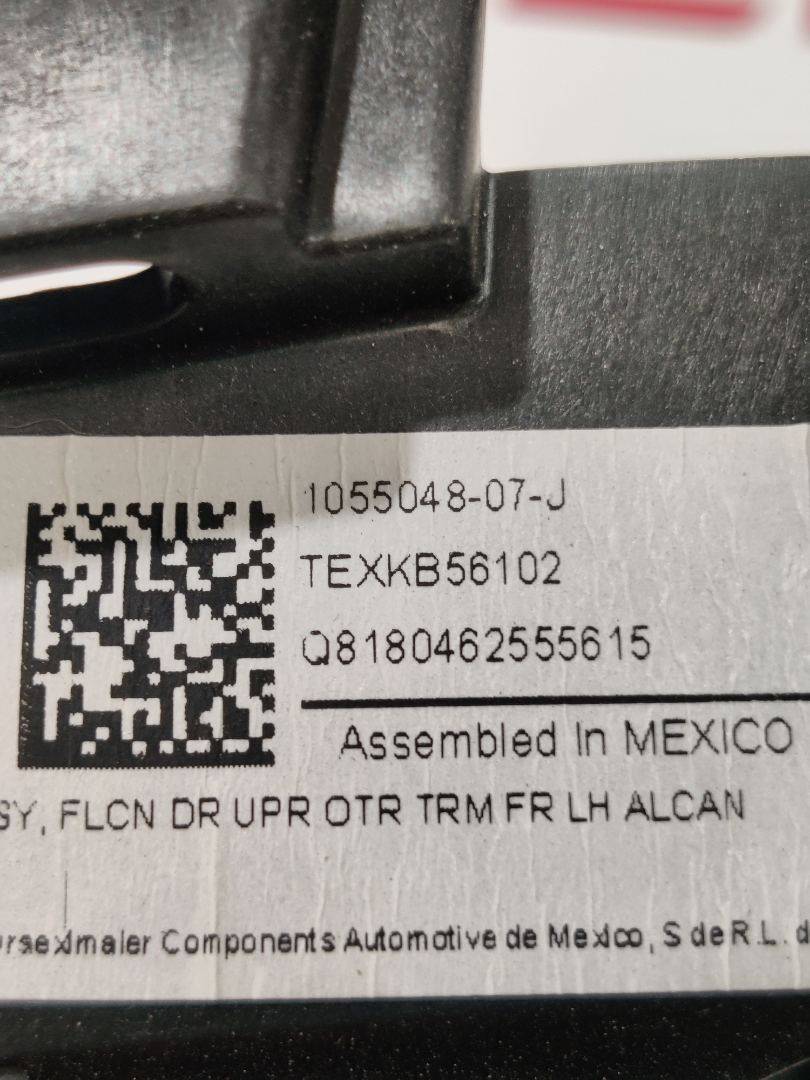 1055048-07-J
TEXKB56102
Q8180462555615
Assembled In MEXICO
SY, FLCN DR UPR OTR TRM FR LH ALCAN
rsexlmaier Components Automotive de Mexico, S de R.L. d